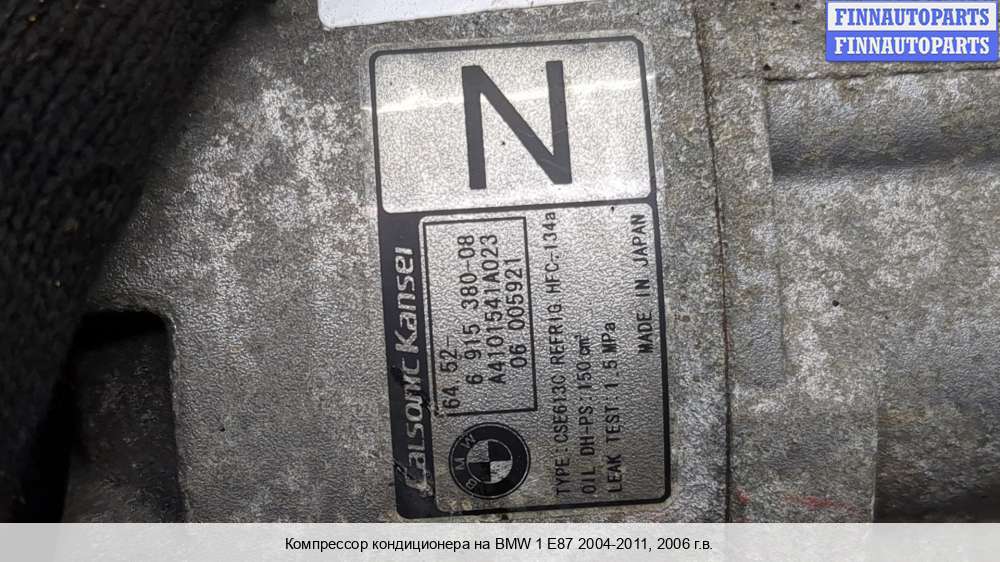 FINNAUTOPARTS
FINNAUTOPARTS
N
Calsonic Kansei
64 52-
6 915 380-08
A4101541A023
06 005921
BMW
TYPE:CSE613C REFRIG.HFC-134a
OIL DH-PS:150cm³
LEAK TEST 1.5MPa
MADE IN JAPAN
Компрессор кондиционера на BMW 1 E87 2004-2011, 2006 г.в.